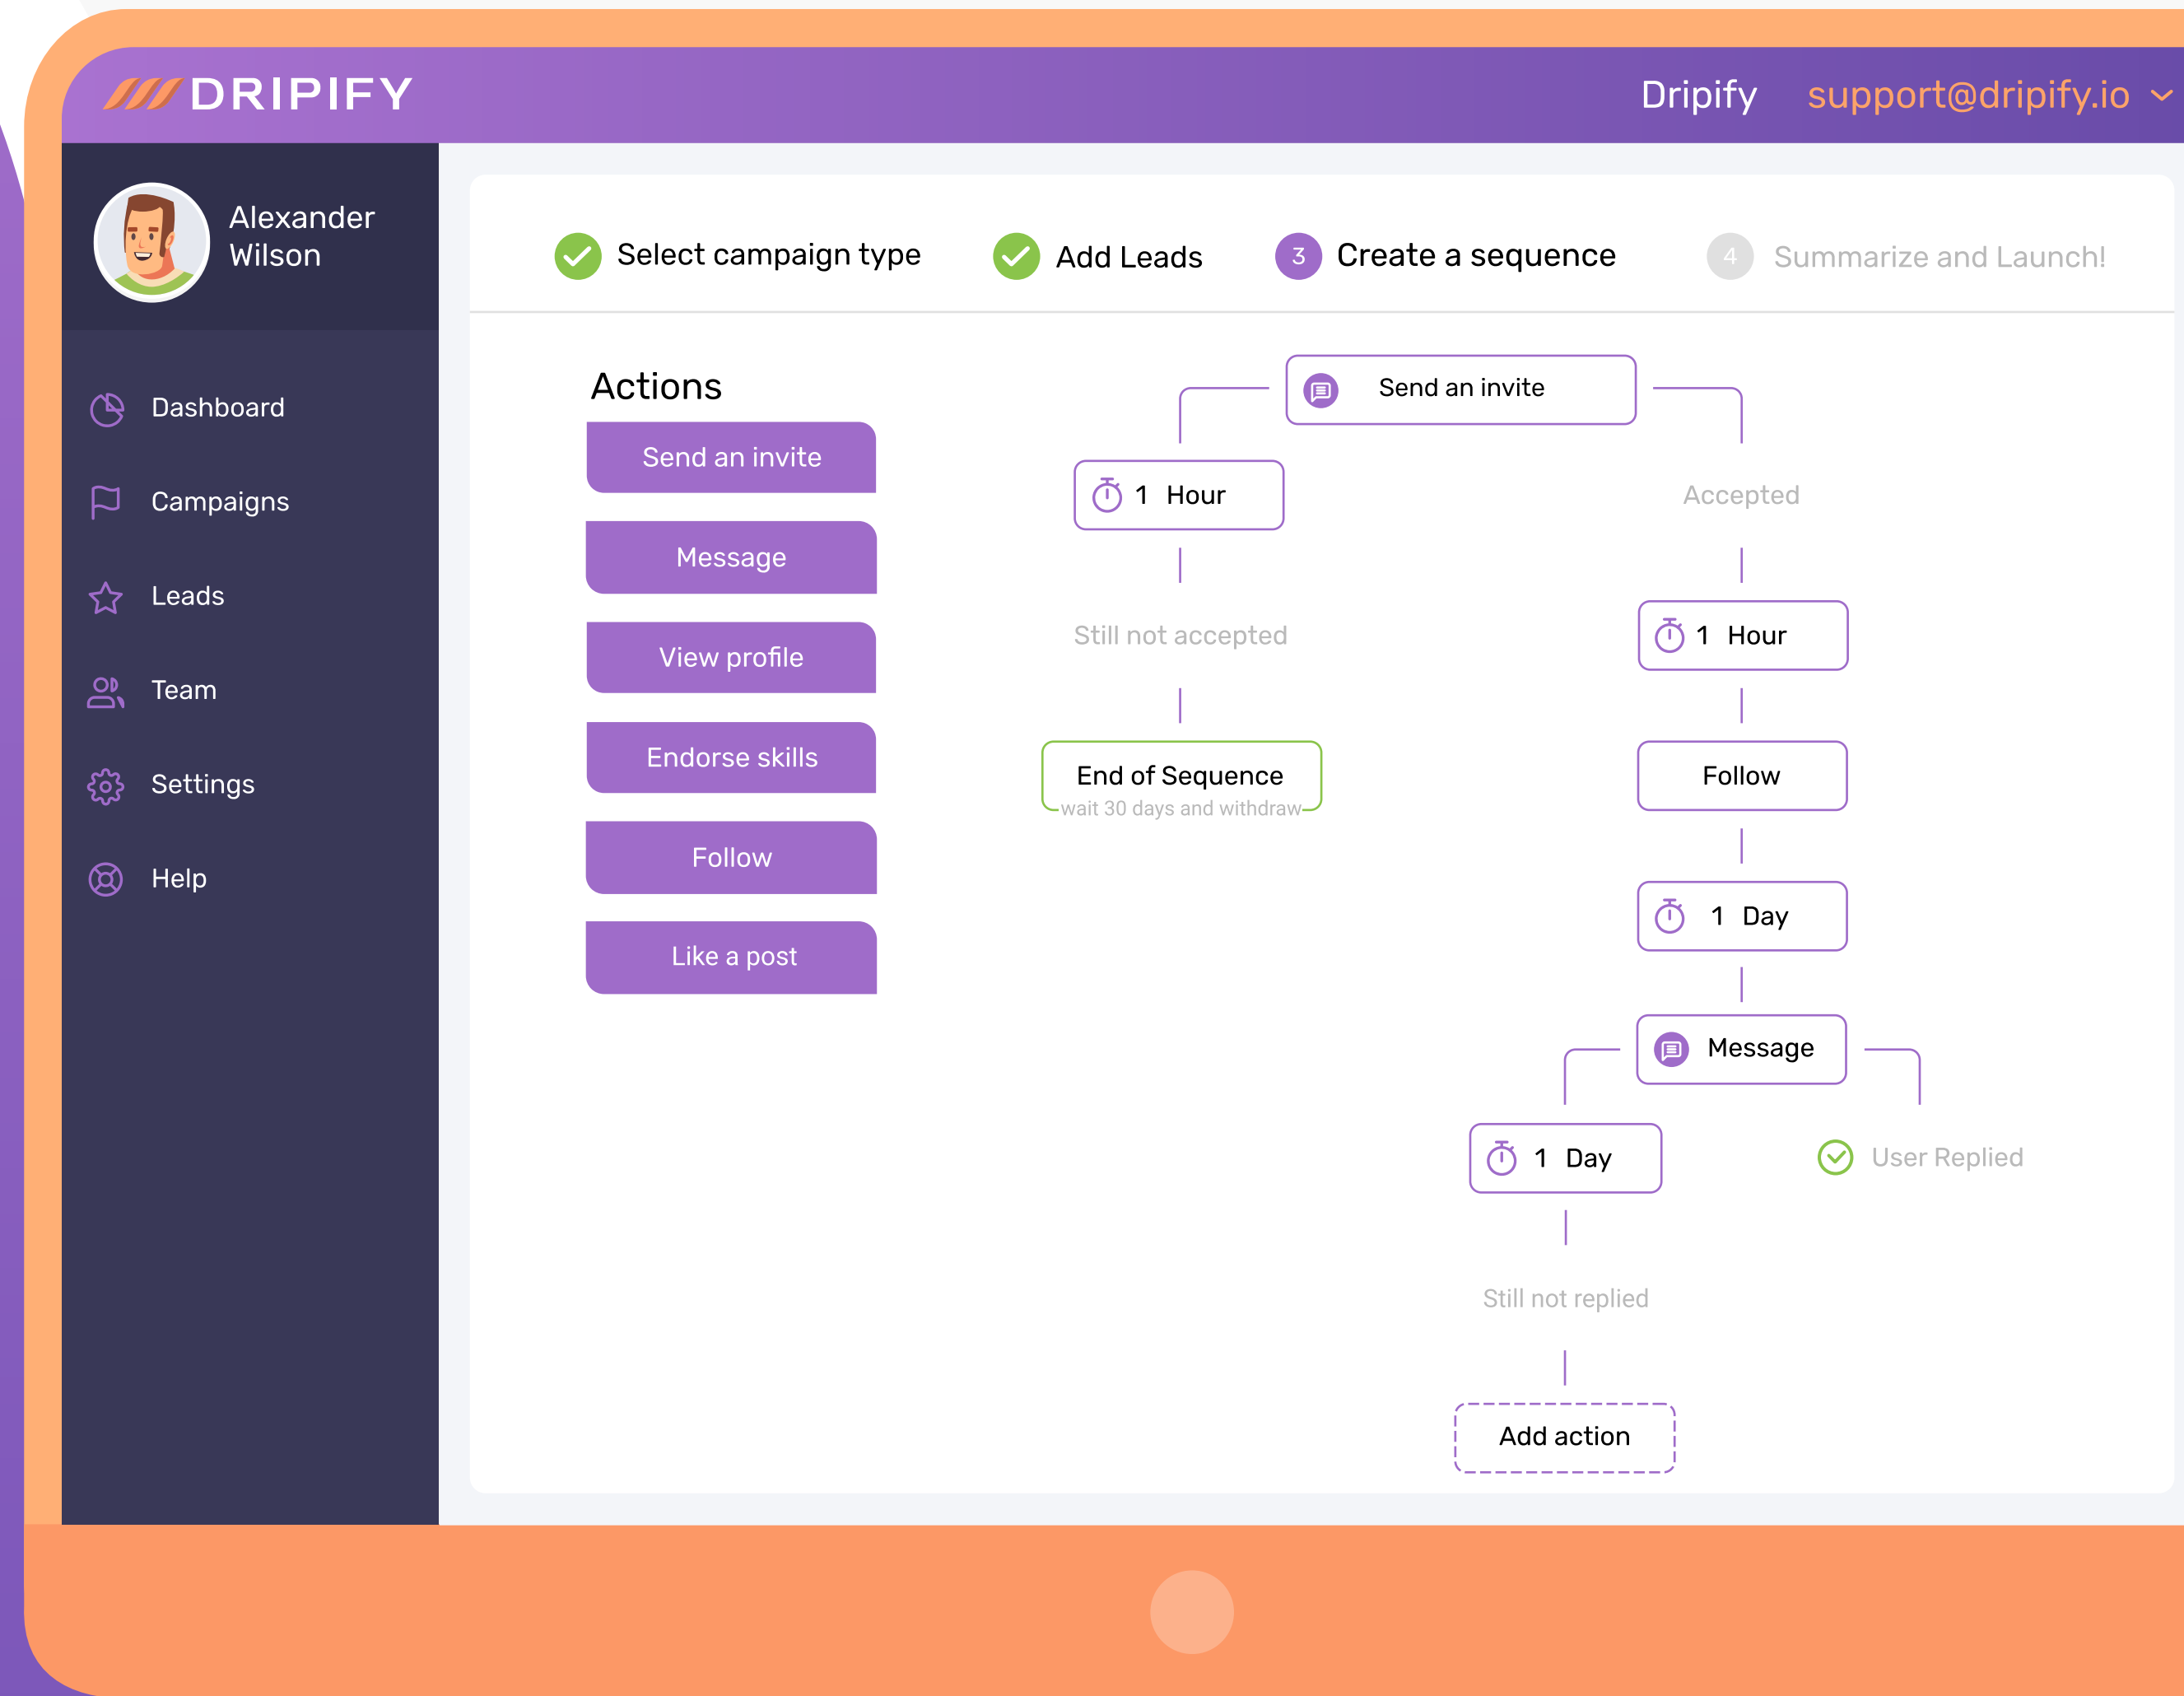 DRIPIFY
Dripify support@dripify.io
Alexander
Wilson
Dashboard
Campaigns
Leads
Team
Settings
Help
Select campaign type
Add Leads
3 Create a sequence
4 Summarize and Launch!
Actions
Send an invite
Message
View profile
Endorse skills
Follow
Like a post
Send an invite
1 Hour
Still not accepted
End of Sequence
wait 30 days and withdraw
Accepted
1 Hour
Follow
1 Day
Message
1 Day
User Replied
Still not replied
Add action